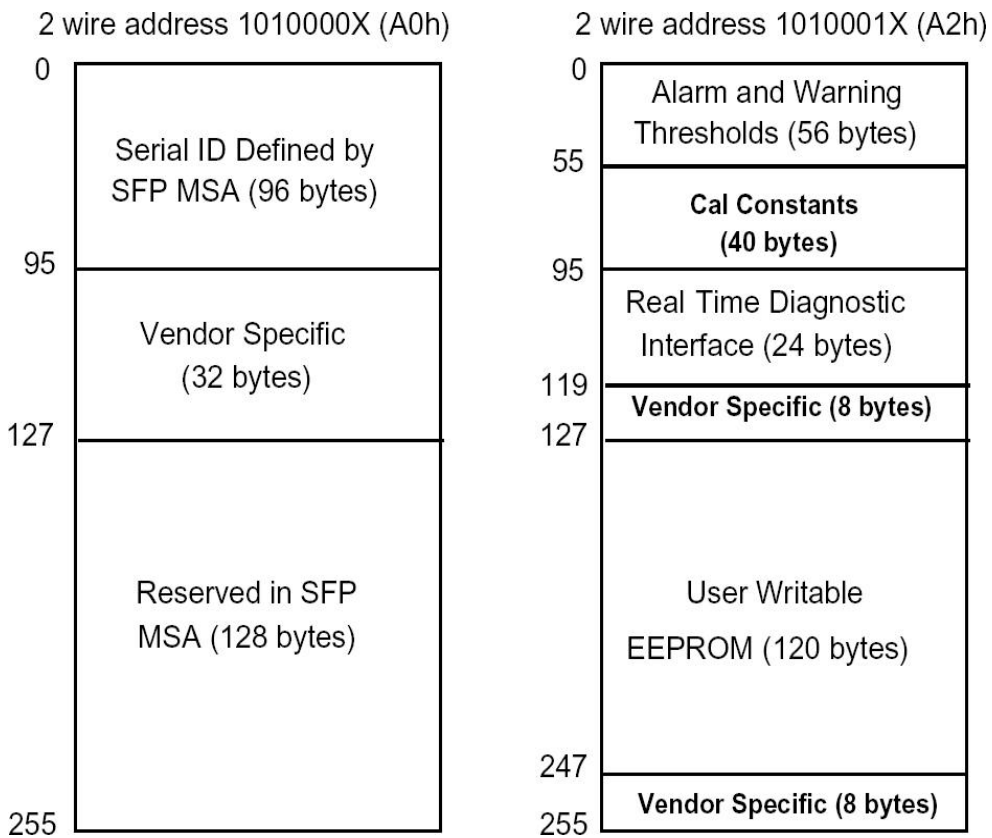 2 wire address 1010000X (A0h)
0
Serial ID Defined by
SFP MSA (96 bytes)
95
Vendor Specific
(32 bytes)
127
Reserved in SFP
MSA (128 bytes)
255
2 wire address 1010001X (A2h)
0
Alarm and Warning
Thresholds (56 bytes)
55
Cal Constants
(40 bytes)
95
Real Time Diagnostic
Interface (24 bytes)
119
Vendor Specific (8 bytes)
127
User Writable
EEPROM (120 bytes)
247
Vendor Specific (8 bytes)
255